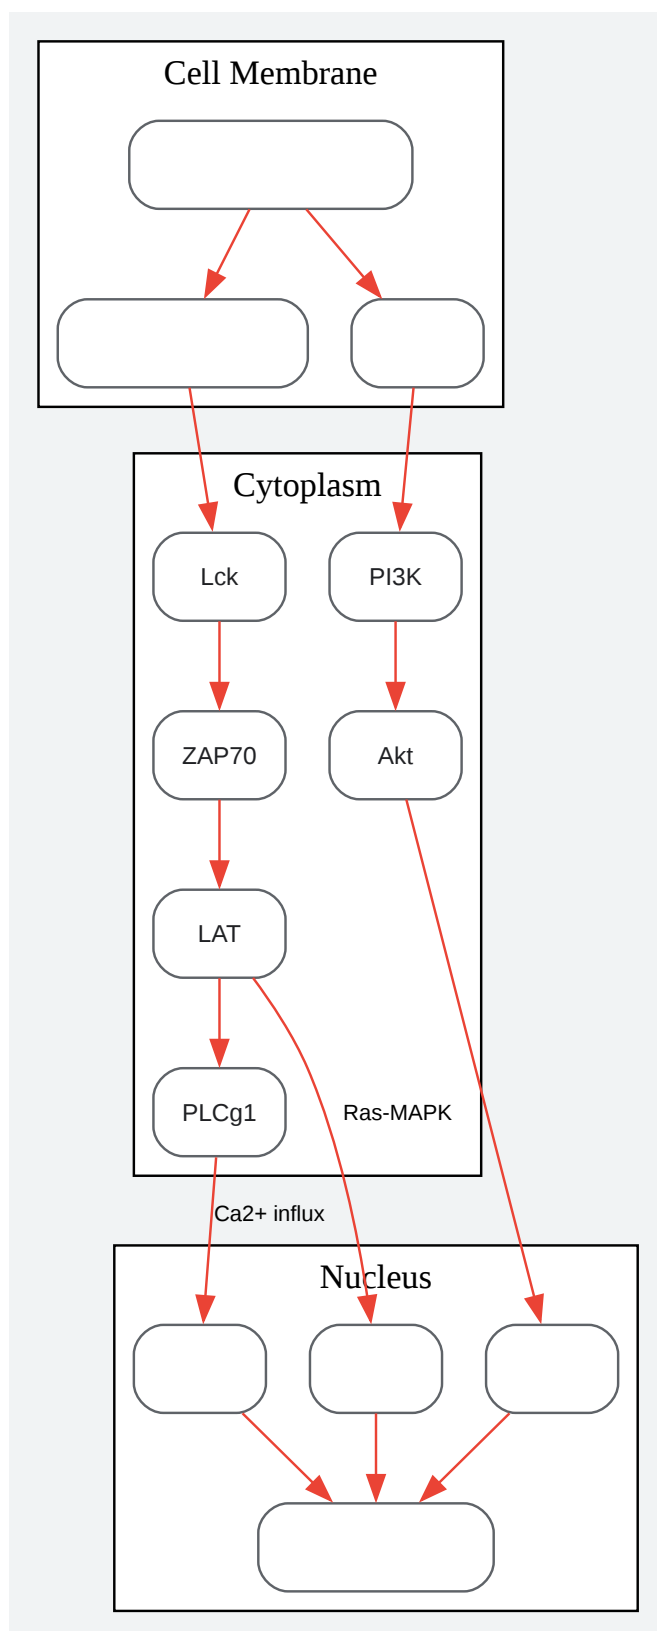 Cell Membrane
Cytoplasm
Lck
PI3K
ZAP70
Akt
LAT
PLCg1
Ras-MAPK
Ca2+ influx
Nucleus